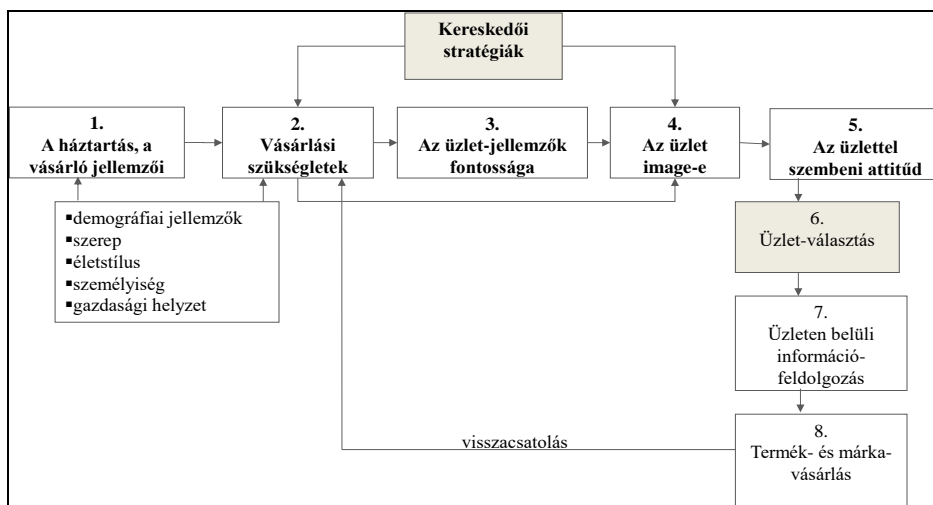 Kereskedői
stratégiák
1.
A háztartás, a
vásárló jellemzői
2.
Vásárlási
szükségletek
3.
Az üzlet-jellemzők
fontossága
4.
Az üzlet
image-e
5.
Az üzlettel
szembeni attitűd
▪demográfiai jellemzők
▪szerep
▪életstílus
▪személyiség
▪gazdasági helyzet
6.
Üzlet-választás
7.
Üzleten belüli
információ-
feldolgozás
visszacsatolás
8.
Termék- és márka-
vásárlás